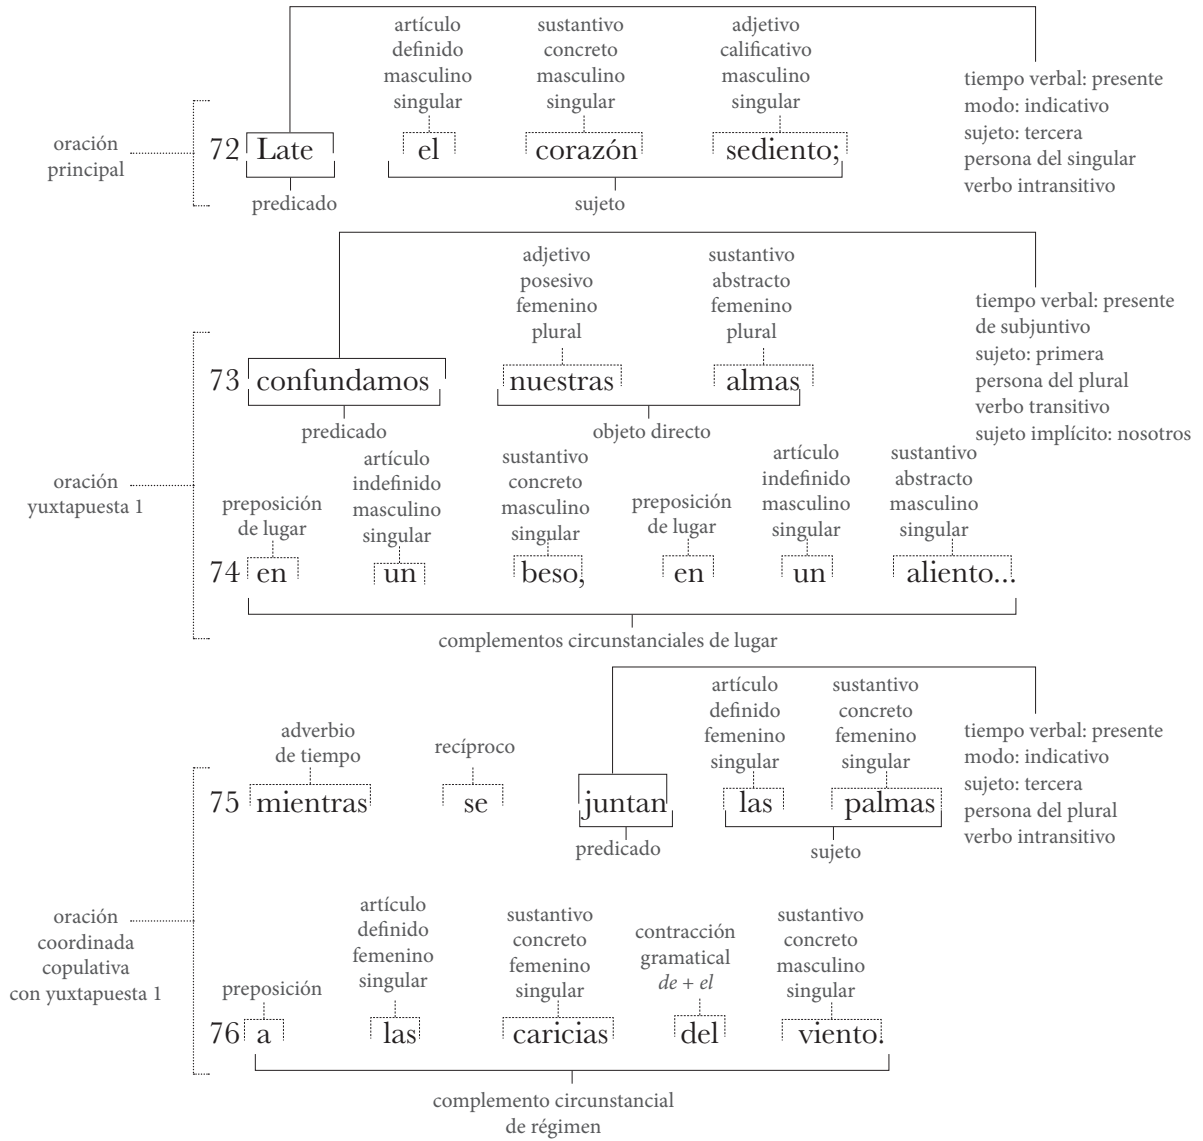 artículo
definido
masculino
singular
sustantivo
concreto
masculino
singular
adjetivo
calificativo
masculino
singular
tiempo verbal: presente
modo: indicativo
sujeto: tercera
persona del singular
verbo intransitivo
oración
principal
72 Late el corazón sediento;
predicado
sujeto
adjetivo
posesivo
femenino
plural
sustantivo
abstracto
femenino
plural
tiempo verbal: presente
de subjuntivo
sujeto: primera
persona del plural
verbo transitivo
sujeto implícito: nosotros
73 confundamos nuestras almas
predicado
objeto directo
oración
yuxtapuesta 1
preposición
de lugar
artículo
indefinido
masculino
singular
sustantivo
concreto
masculino
singular
preposición
de lugar
artículo
indefinido
masculino
singular
sustantivo
abstracto
masculino
singular
74 en un beso, en un aliento...
complementos circunstanciales de lugar
adverbio
de tiempo
recíproco
artículo
definido
femenino
singular
sustantivo
concreto
femenino
singular
tiempo verbal: presente
modo: indicativo
sujeto: tercera
persona del plural
verbo intransitivo
75 mientras se juntan las palmas
predicado
sujeto
oración
coordinada
copulativa
con yuxtapuesta 1
preposición
artículo
definido
femenino
singular
sustantivo
concreto
femenino
singular
contracción
gramatical
de + el
sustantivo
concreto
masculino
singular
76 a las caricias del viento.
complemento circunstancial
de régimen